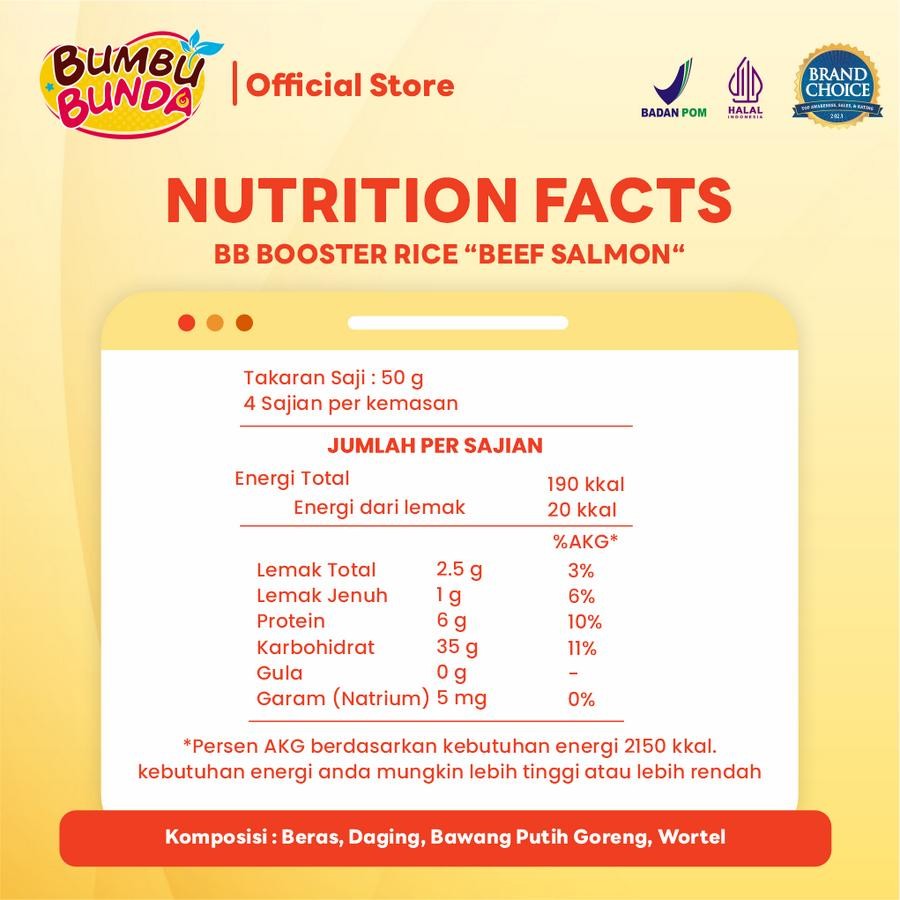 BUMBU
BUNDA
Official Store
BADAN POM
HALAL
INDONESIA
BRAND
CHOICE
TOP AWARENESS, SALES, & RATING
2023
NUTRITION FACTS
BB BOOSTER RICE “BEEF SALMON“
Takaran Saji : 50 g
4 Sajian per kemasan
JUMLAH PER SAJIAN
Energi Total 190 kkal
Energi dari lemak 20 kkal
%AKG*
Lemak Total 2.5 g 3%
Lemak Jenuh 1 g 6%
Protein 6 g 10%
Karbohidrat 35 g 11%
Gula 0 g -
Garam (Natrium) 5 mg 0%
*Persen AKG berdasarkan kebutuhan energi 2150 kkal.
kebutuhan energi anda mungkin lebih tinggi atau lebih rendah
Komposisi : Beras, Daging, Bawang Putih Goreng, Wortel